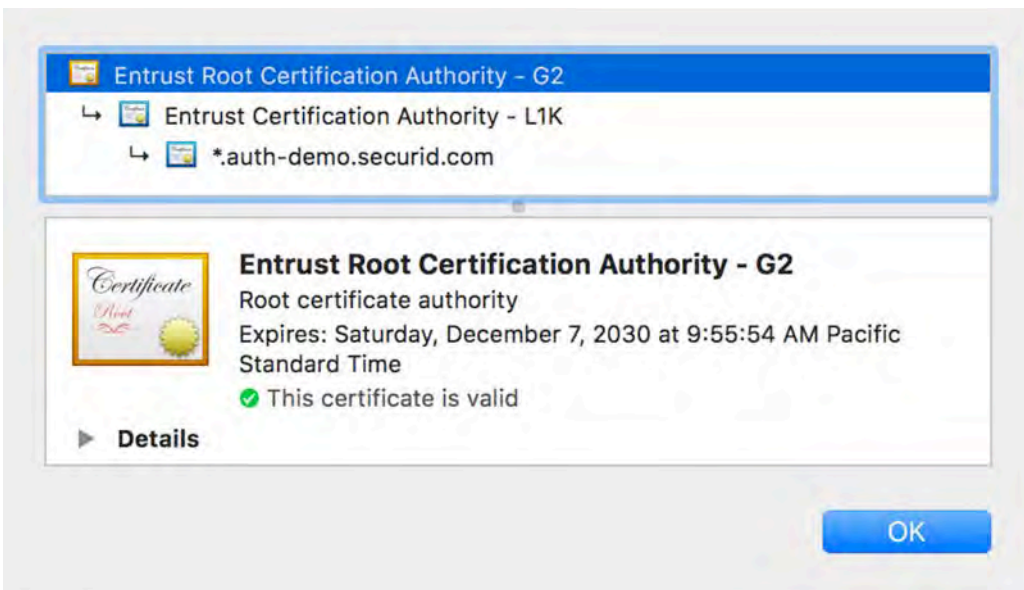 Entrust Root Certification Authority - G2
Entrust Certification Authority - L1K
*.auth-demo.securid.com
Certificate
Root
Entrust Root Certification Authority - G2
Root certificate authority
Expires: Saturday, December 7, 2030 at 9:55:54 AM Pacific
Standard Time
This certificate is valid
Details
OK